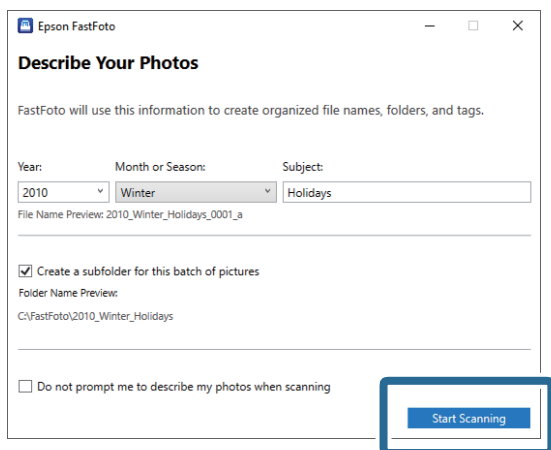 Epson FastFoto
Describe Your Photos
FastFoto will use this information to create organized file names, folders, and tags.
Year: Month or Season: Subject:
2010 Winter Holidays
File Name Preview: 2010_Winter_Holidays_0001_a
Create a subfolder for this batch of pictures
Folder Name Preview:
C:\FastFoto\2010_Winter_Holidays
Do not prompt me to describe my photos when scanning
Start Scanning